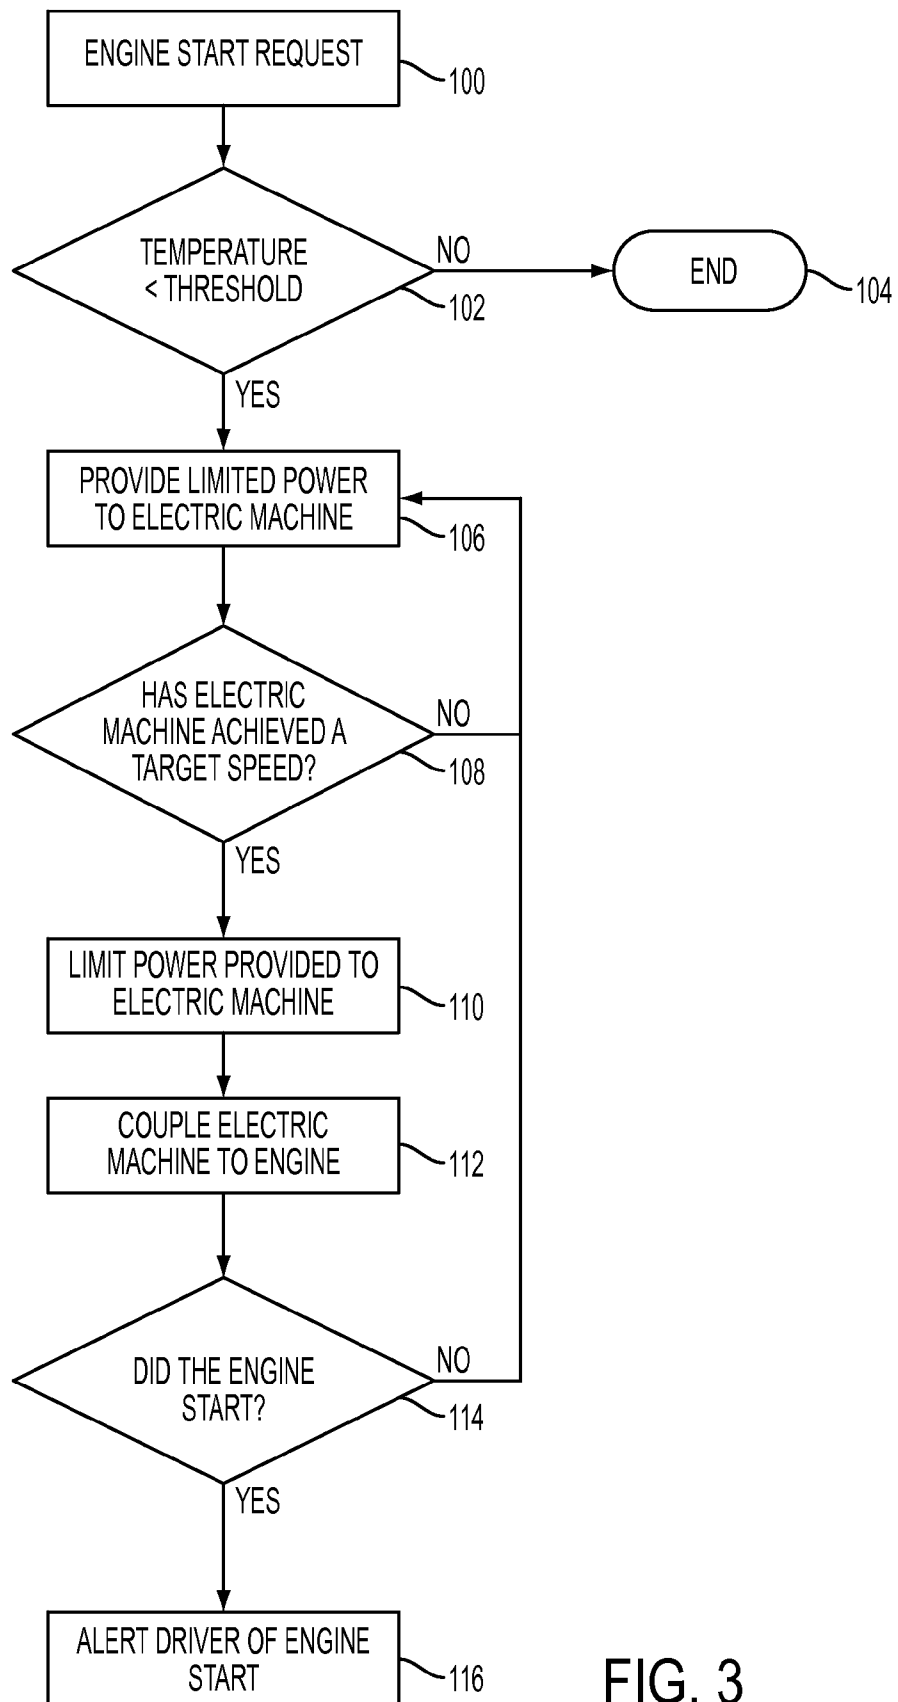 ENGINE START REQUEST
100
TEMPERATURE
< THRESHOLD
102
NO
END
104
YES
PROVIDE LIMITED POWER
TO ELECTRIC MACHINE
106
HAS ELECTRIC
MACHINE ACHIEVED A
TARGET SPEED?
108
NO
YES
LIMIT POWER PROVIDED TO
ELECTRIC MACHINE
110
COUPLE ELECTRIC
MACHINE TO ENGINE
112
DID THE ENGINE
START?
114
NO
YES
ALERT DRIVER OF ENGINE
START
116
FIG. 3